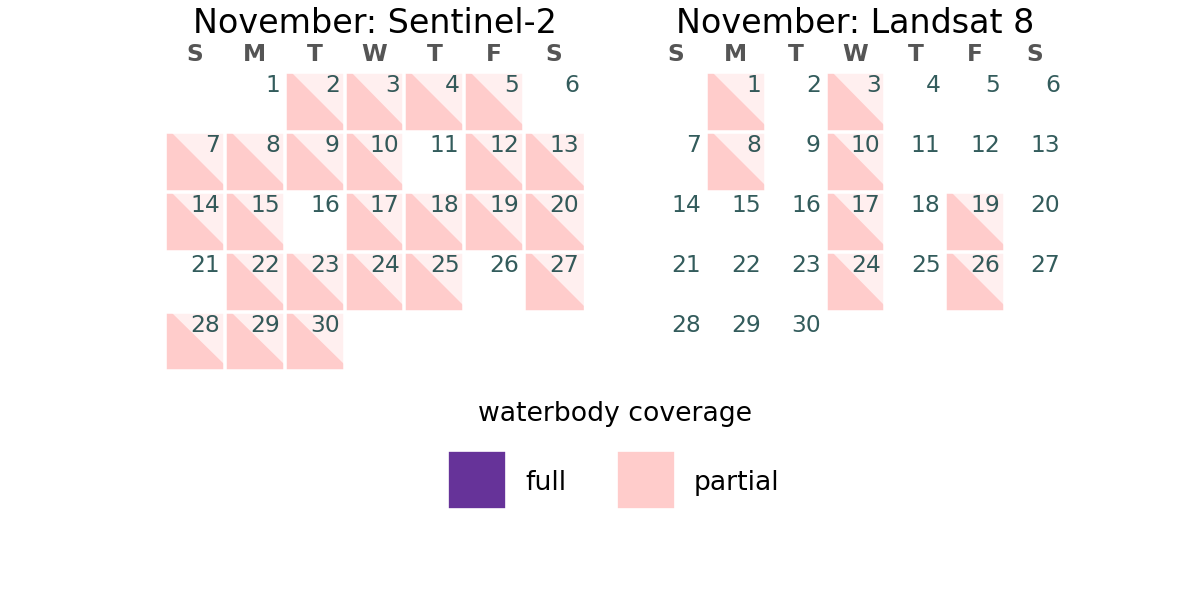 November: Sentinel-2
S M T W T F S
1 2 3 4 5 6
7 8 9 10 11 12 13
14 15 16 17 18 19 20
21 22 23 24 25 26 27
28 29 30
November: Landsat 8
S M T W T F S
1 2 3 4 5 6
7 8 9 10 11 12 13
14 15 16 17 18 19 20
21 22 23 24 25 26 27
28 29 30
waterbody coverage
full partial